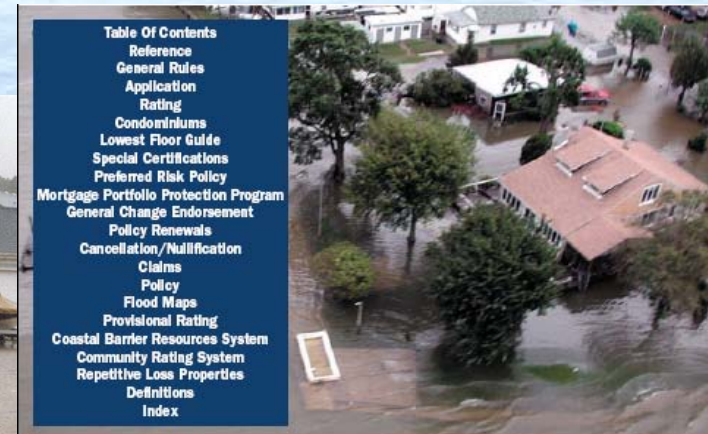 Table Of Contents
Reference
General Rules
Application
Rating
Condominiums
Lowest Floor Guide
Special Certifications
Preferred Risk Policy
Mortgage Portfolio Protection Program
General Change Endorsement
Policy Renewals
Cancellation/Nullification
Claims
Policy
Flood Maps
Provisional Rating
Coastal Barrier Resources System
Community Rating System
Repetitive Loss Properties
Definitions
Index